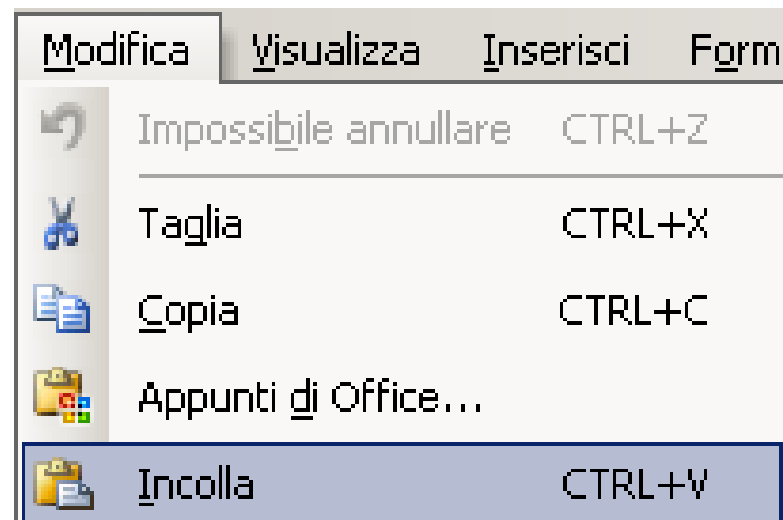 Modifica Visualizza Inserisci Form
Impossibile annullare CTRL+Z
Taglia CTRL+X
Copia CTRL+C
Appunti di Office...
Incolla CTRL+V